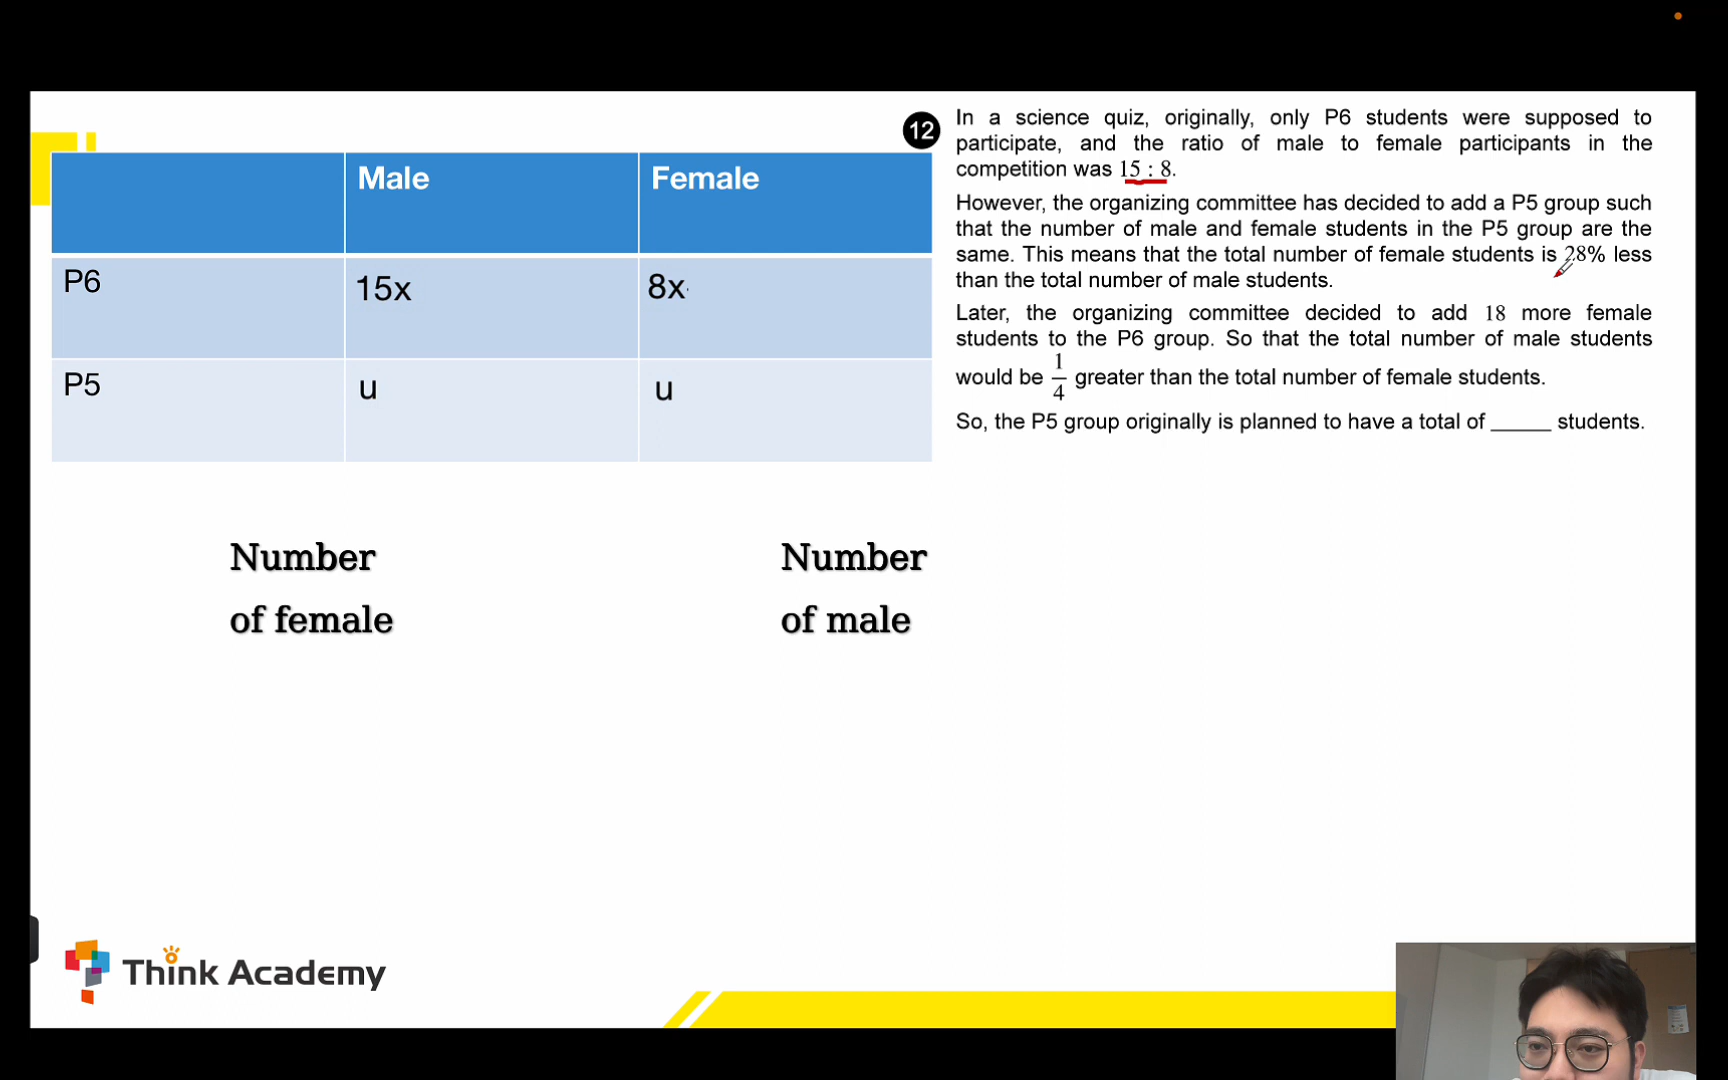 Male Female
P6 15x 8x
P5 u u
12
In a science quiz, originally, only P6 students were supposed to
participate, and the ratio of male to female participants in the
competition was 15 : 8.
However, the organizing committee has decided to add a P5 group such
that the number of male and female students in the P5 group are the
same. This means that the total number of female students is 28% less
than the total number of male students.
Later, the organizing committee decided to add 18 more female
students to the P6 group. So that the total number of male students
would be 1/4 greater than the total number of female students.
So, the P5 group originally is planned to have a total of _____ students.
Number
of female
Number
of male
Think Academy